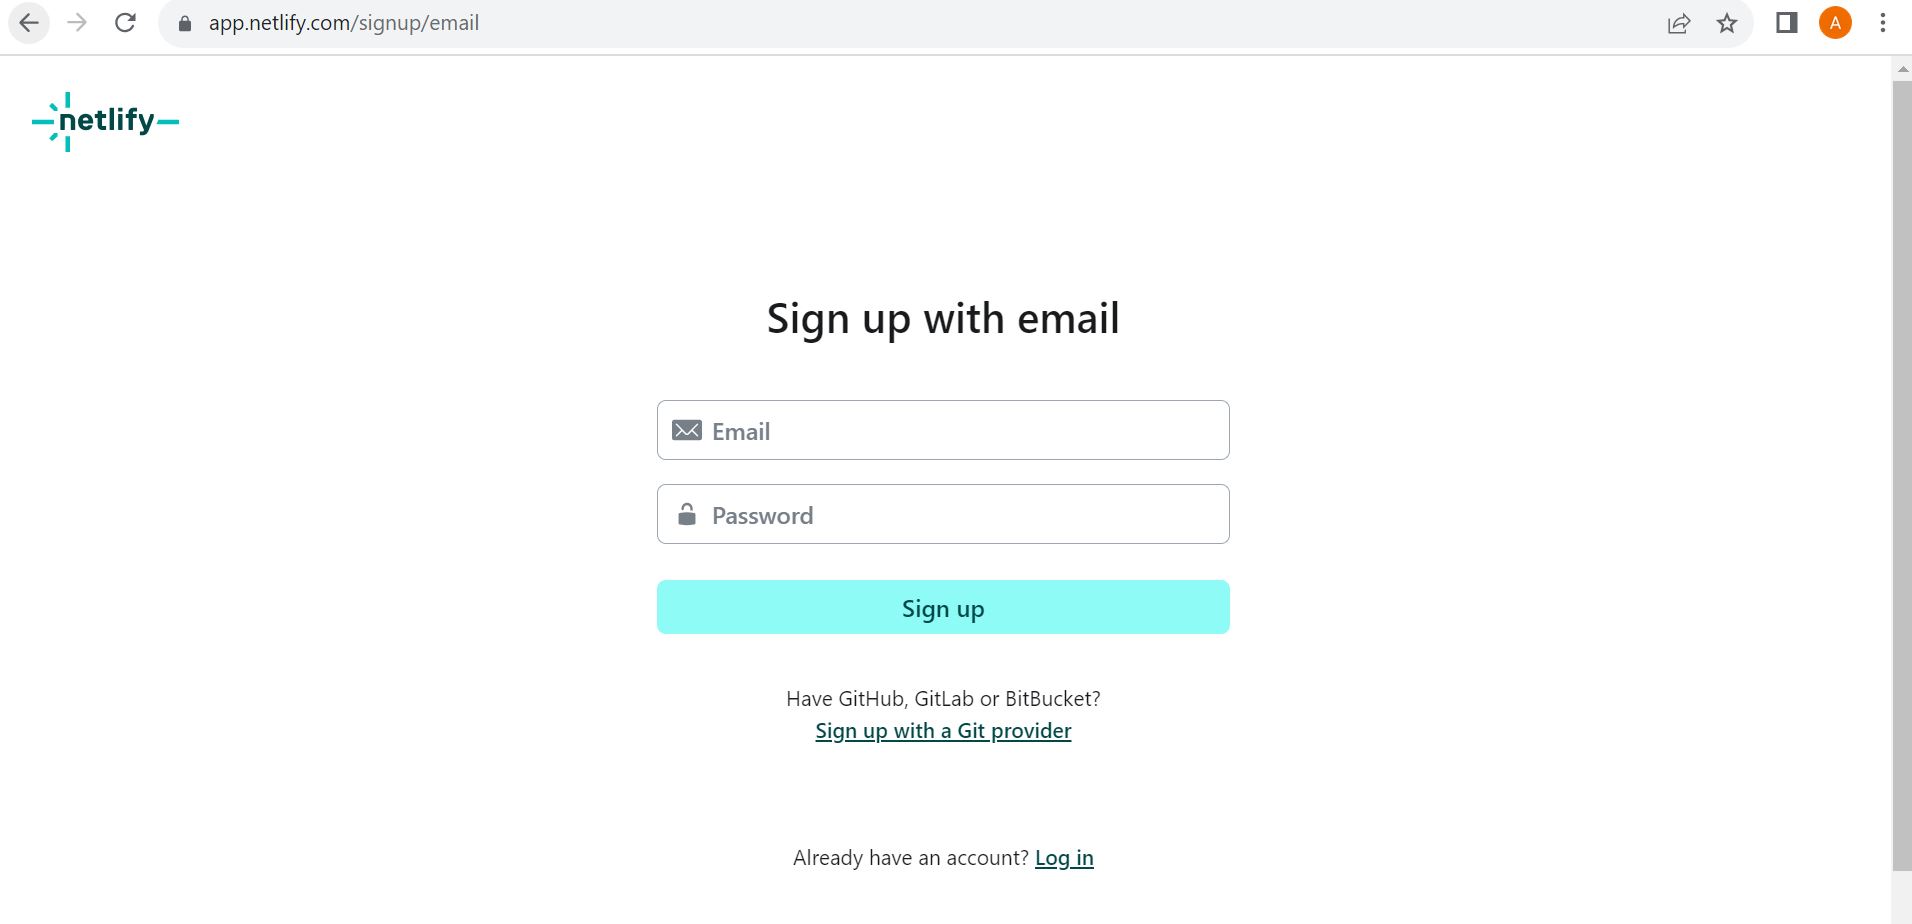 app.netlify.com/signup/email
A
netlify
Sign up with email
Email
Password
Sign up
Have GitHub, GitLab or BitBucket?
Sign up with a Git provider
Already have an account? Log in